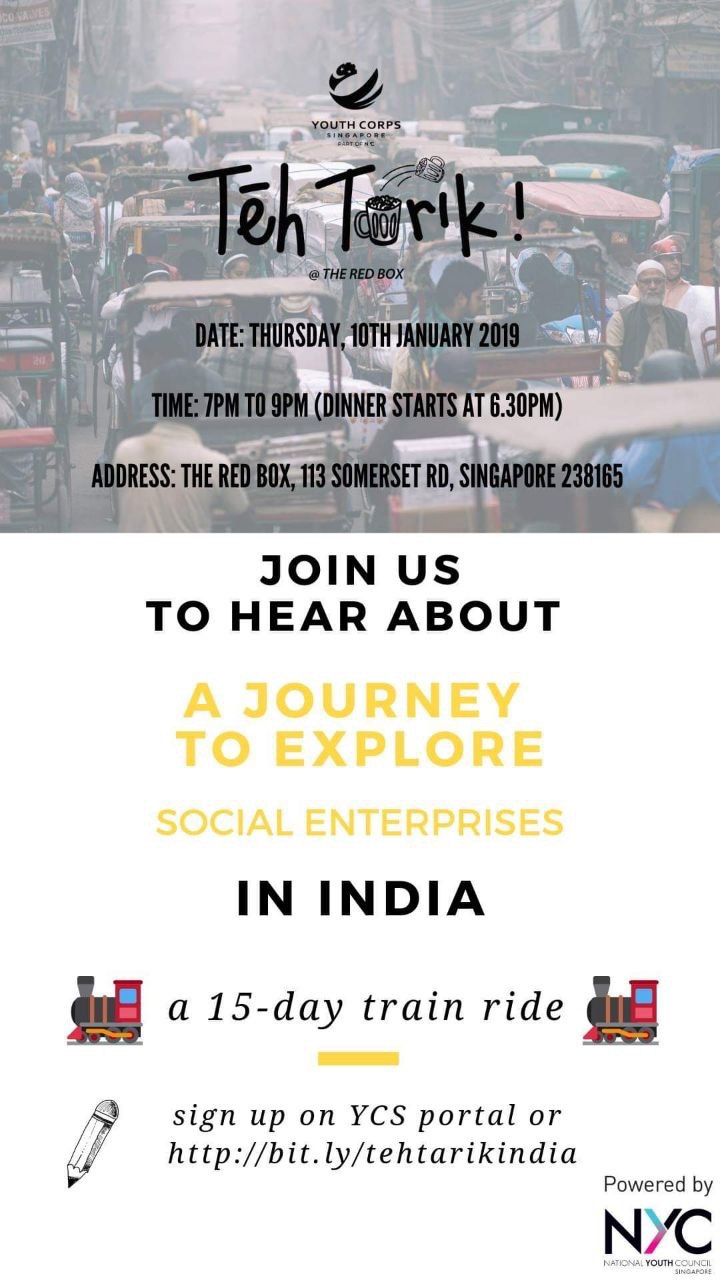 YOUTH CORPS
SINGAPORE
PART OF NYC
Tēh Tarik!
@ THE RED BOX
DATE: THURSDAY, 10TH JANUARY 2019
TIME: 7PM TO 9PM (DINNER STARTS AT 6.30PM)
ADDRESS: THE RED BOX, 113 SOMERSET RD, SINGAPORE 238165
JOIN US
TO HEAR ABOUT
A JOURNEY
TO EXPLORE
SOCIAL ENTERPRISES
IN INDIA
a 15-day train ride
sign up on YCS portal or
http://bit.ly/tehtarikindia
Powered by
NYC
NATIONAL YOUTH COUNCIL
SINGAPORE